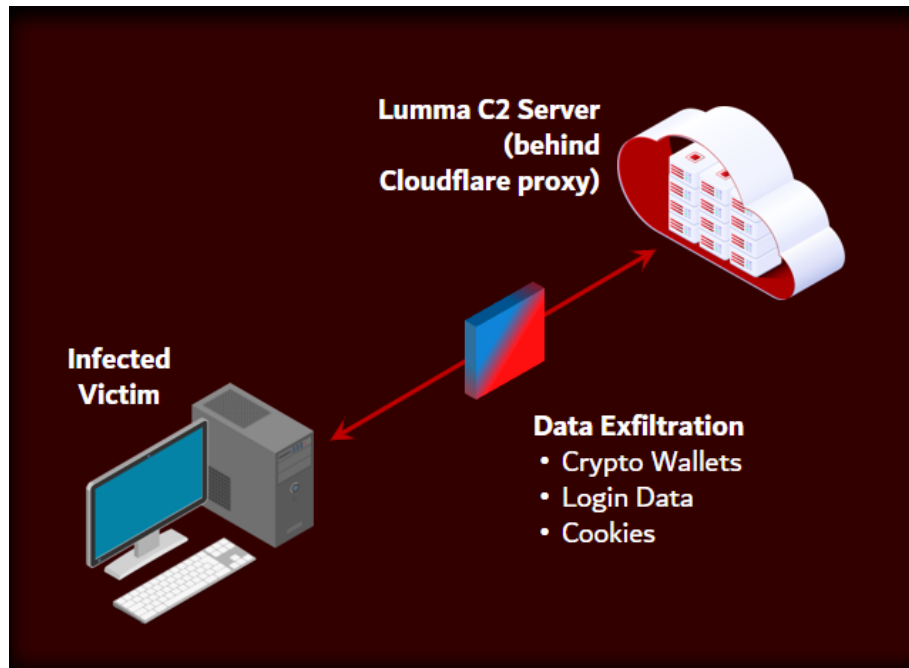 Lumma C2 Server
(behind
Cloudflare proxy)
Infected
Victim
Data Exfiltration
• Crypto Wallets
• Login Data
• Cookies